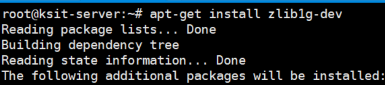 root@ksit-server:~# apt-get install zlib1g-dev
Reading package lists... Done
Building dependency tree
Reading state information... Done
The following additional packages will be installed: